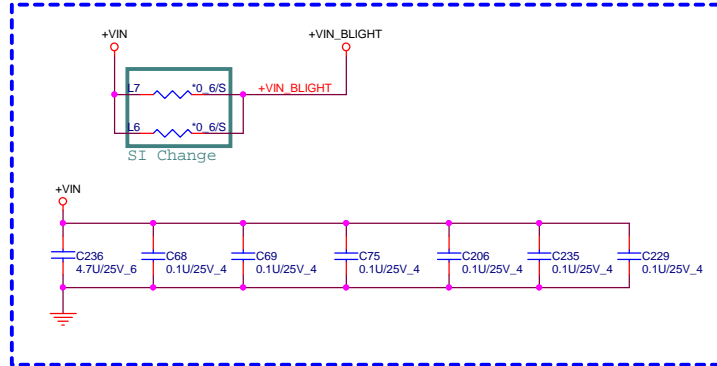 +VIN
+VIN_BLIGHT
L7
*0_6/S
+VIN_BLIGHT
L6
*0_6/S
SI Change
+VIN
C236
4.7U/25V_6
C68
0.1U/25V_4
C69
0.1U/25V_4
C75
0.1U/25V_4
C206
0.1U/25V_4
C235
0.1U/25V_4
C229
0.1U/25V_4